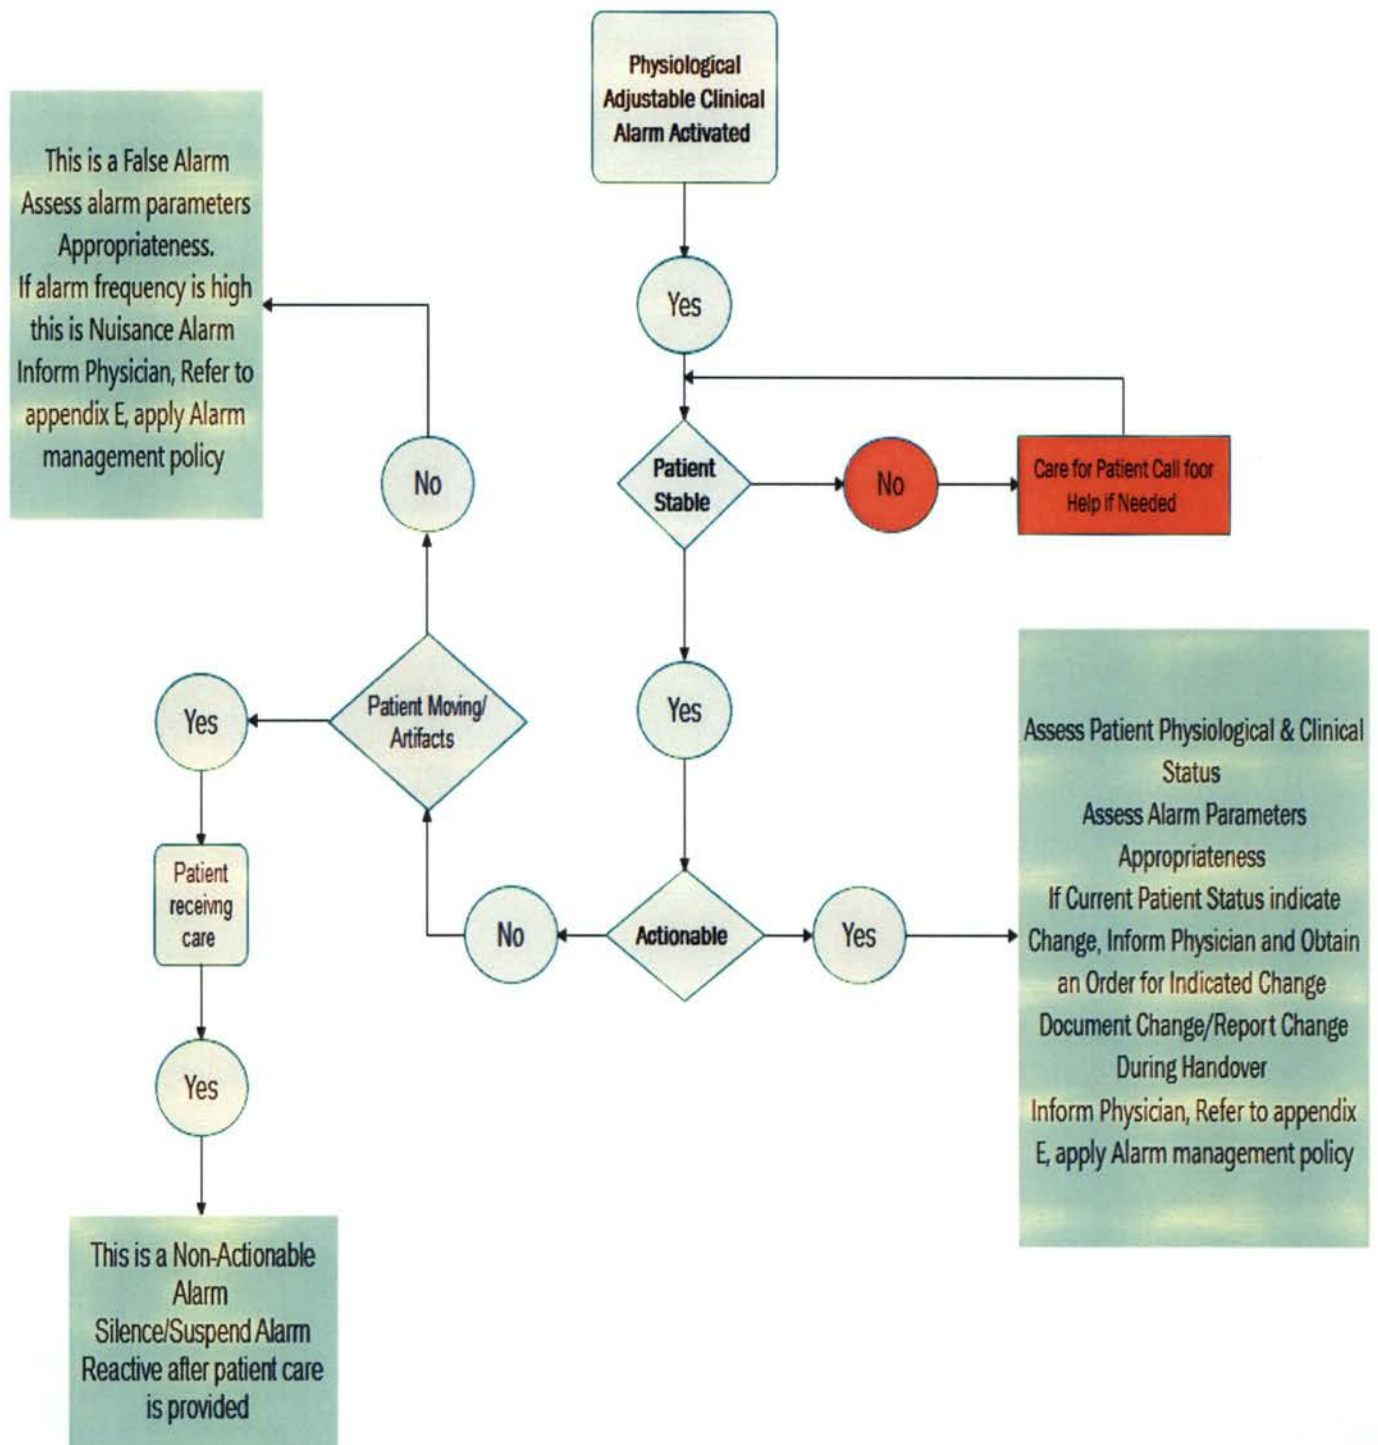 Physiological
Adjustable Clinical
Alarm Activated
This is a False Alarm
Assess alarm parameters
Appropriateness.
If alarm frequency is high
this is Nuisance Alarm
Inform Physician, Refer to
appendix E, apply Alarm
management policy
Yes
Patient
Stable
No
Care for Patient Call foor
Help if Needed
No
Yes
Patient Moving/
Artifacts
Yes
Patient
receivng
care
No
Actionable
Yes
Assess Patient Physiological & Clinical
Status
Assess Alarm Parameters
Appropriateness
If Current Patient Status indicate
Change, Inform Physician and Obtain
an Order for Indicated Change
Document Change/Report Change
During Handover
Inform Physician, Refer to appendix
E, apply Alarm management policy
Yes
This is a Non-Actionable
Alarm
Silence/Suspend Alarm
Reactive after patient care
is provided